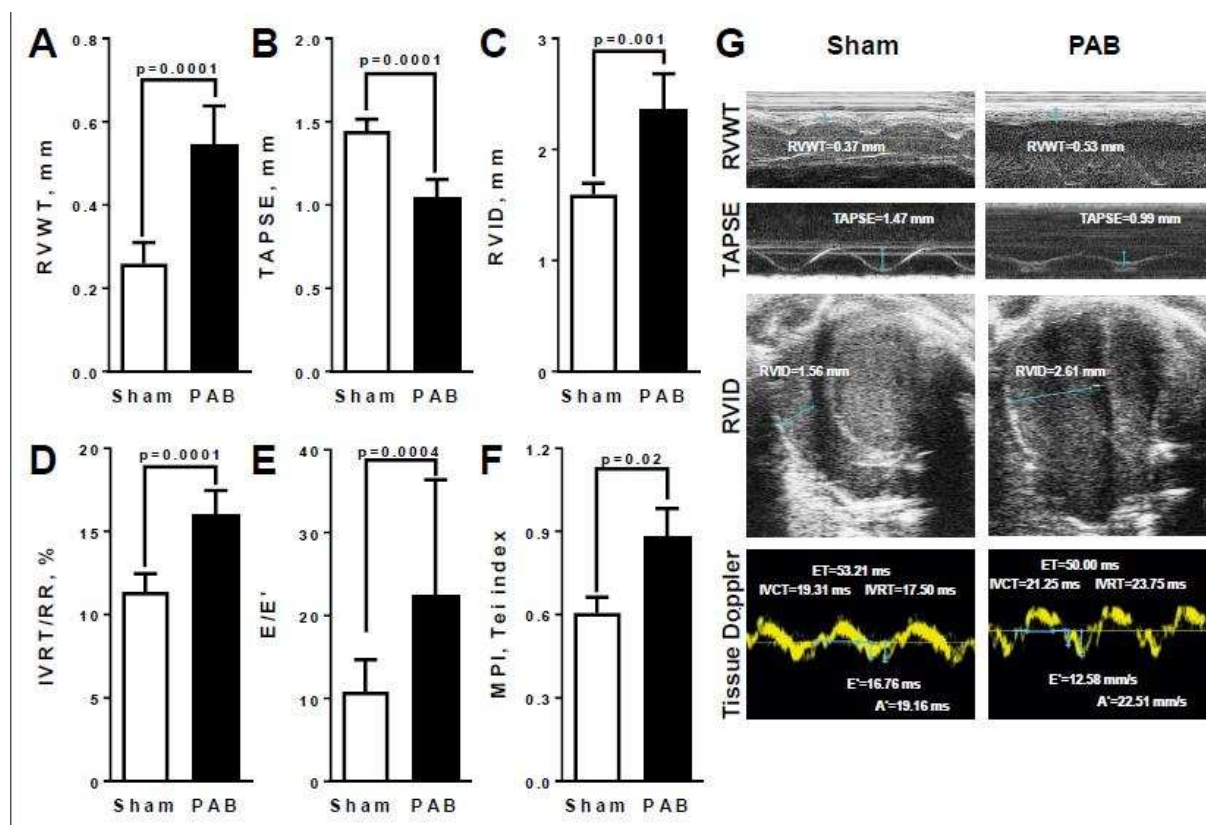 A
RVWT, mm
0.8
0.6
0.4
0.2
0.0
p=0.0001
Sham PAB
B
TAPSE, mm
2.0
1.5
1.0
0.5
0.0
p=0.0001
Sham PAB
C
RVID, mm
3
2
1
0
p=0.001
Sham PAB
D
IVRT/RR, %
20
15
10
5
0
p=0.0001
Sham PAB
E
E/E'
40
30
20
10
0
p=0.0004
Sham PAB
F
MPI, Tei index
1.2
0.9
0.6
0.3
0.0
p=0.02
Sham PAB
G
Sham PAB
RVWT
RVWT=0.37 mm
RVWT=0.53 mm
TAPSE
TAPSE=1.47 mm
TAPSE=0.99 mm
RVID
RVID=1.56 mm
RVID=2.61 mm
Tissue Doppler
ET=53.21 ms
IVCT=19.31 ms IVRT=17.50 ms
E'=16.76 ms
A'=19.16 ms
ET=50.00 ms
IVCT=21.25 ms IVRT=23.75 ms
E'=12.58 mm/s
A'=22.51 mm/s